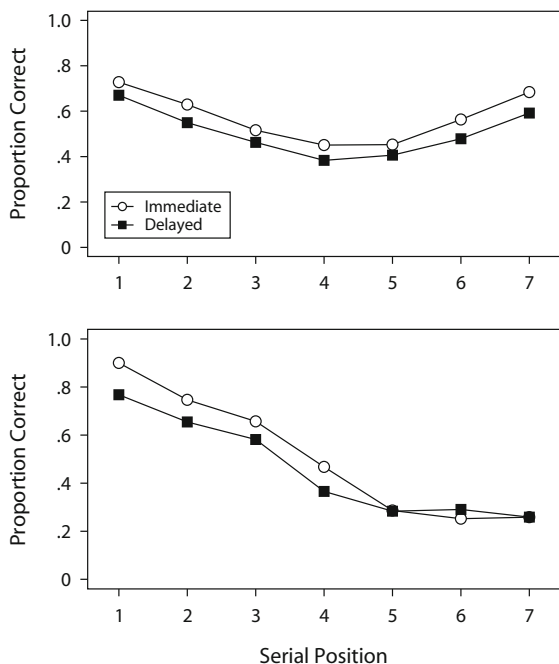 Proportion Correct
1.0
.8
.6
.4
.2
0
Immediate
Delayed
1 2 3 4 5 6 7
Proportion Correct
1.0
.8
.6
.4
.2
0
1 2 3 4 5 6 7
Serial Position